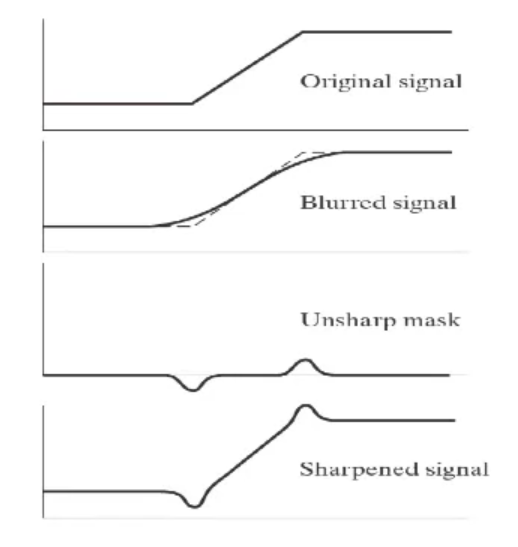 Original signal
Blurred signal
Unsharp mask
Sharpened signal